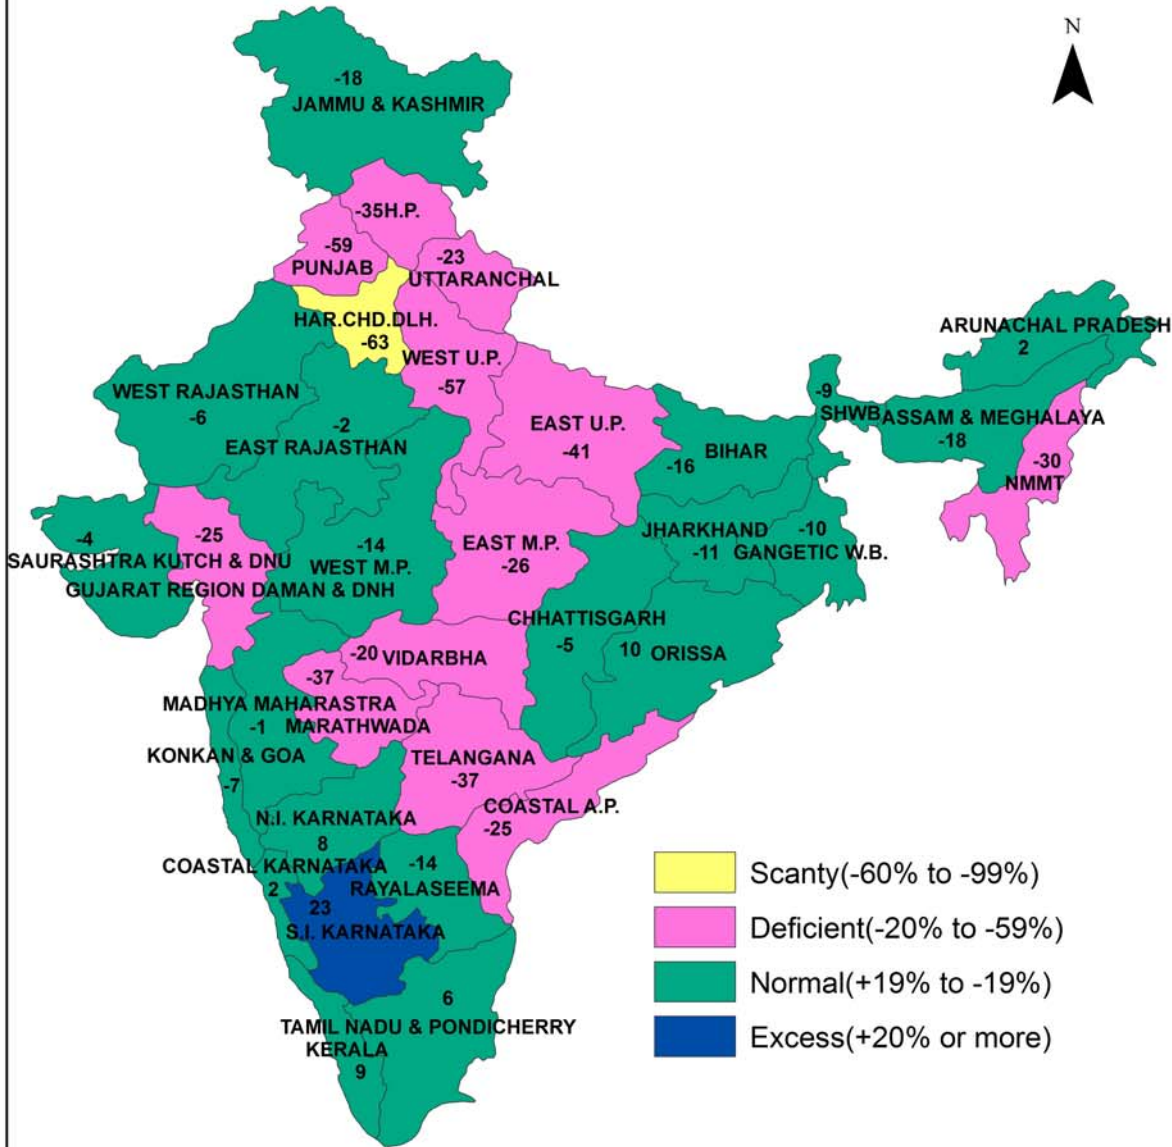 N
-18
JAMMU & KASHMIR
-35H.P.
-59
PUNJAB
-23
UTTARANCHAL
HAR.CHD.DLH.
-63
WEST U.P.
-57
ARUNACHAL PRADESH
2
WEST RAJASTHAN
-6
-2
EAST RAJASTHAN
EAST U.P.
-41
-16
BIHAR
-9
SHWB
ASSAM & MEGHALAYA
-18
-30
NMMT
-4
SAURASHTRA KUTCH & DNU
-25
GUJARAT REGION DAMAN & DNH
-14
WEST M.P.
EAST M.P.
-26
JHARKHAND
-11
-10
GANGETIC W.B.
CHHATTISGARH
-5
10 ORISSA
-20 VIDARBHA
-37
MADHYA MAHARASTRA
-1
MARATHWADA
KONKAN & GOA
-7
TELANGANA
-37
COASTAL A.P.
-25
N.I. KARNATAKA
8
COASTAL KARNATAKA
2
-14
RAYALASEEMA
23
S.I. KARNATAKA
6
TAMIL NADU & PONDICHERRY
KERALA
9
Scanty(-60% to -99%)
Deficient(-20% to -59%)
Normal(+19% to -19%)
Excess(+20% or more)